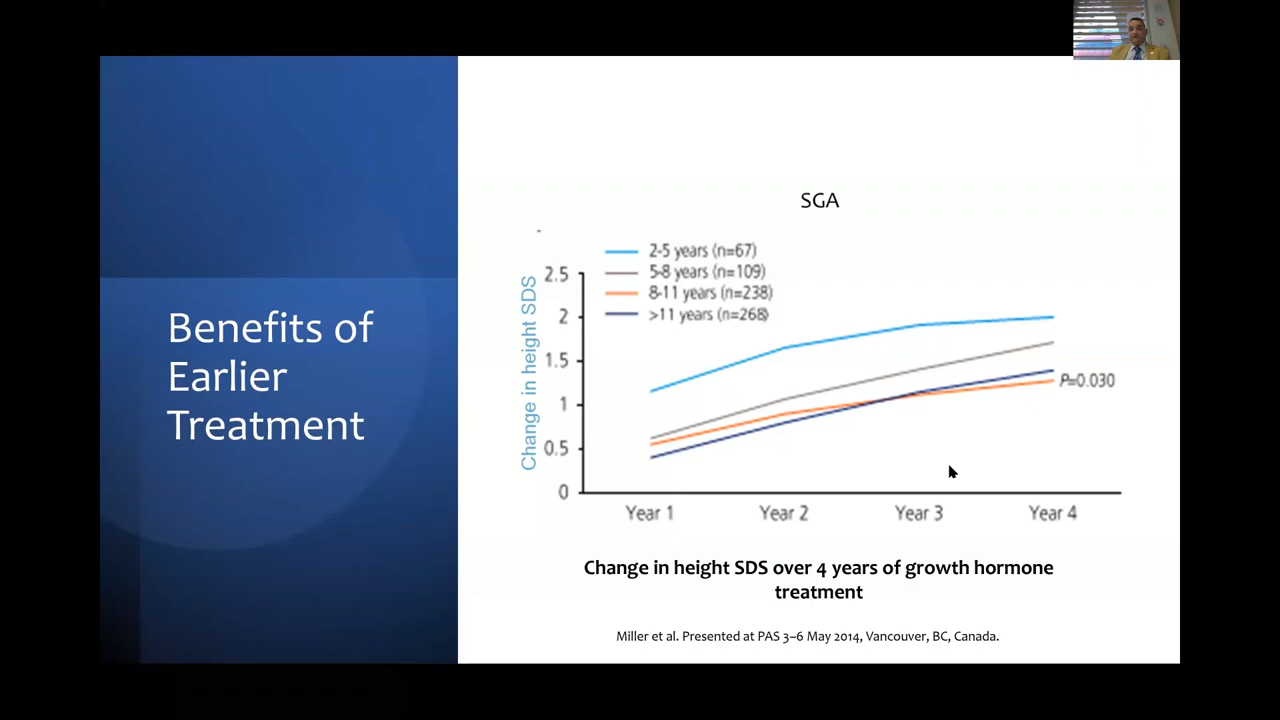 Benefits of
Earlier
Treatment
SGA
2-5 years (n=67)
5-8 years (n=109)
8-11 years (n=238)
>11 years (n=268)
Change in height SDS
2.5
2
1.5
1
0.5
0
P=0.030
Year 1 Year 2 Year 3 Year 4
Change in height SDS over 4 years of growth hormone
treatment
Miller et al. Presented at PAS 3–6 May 2014, Vancouver, BC, Canada.